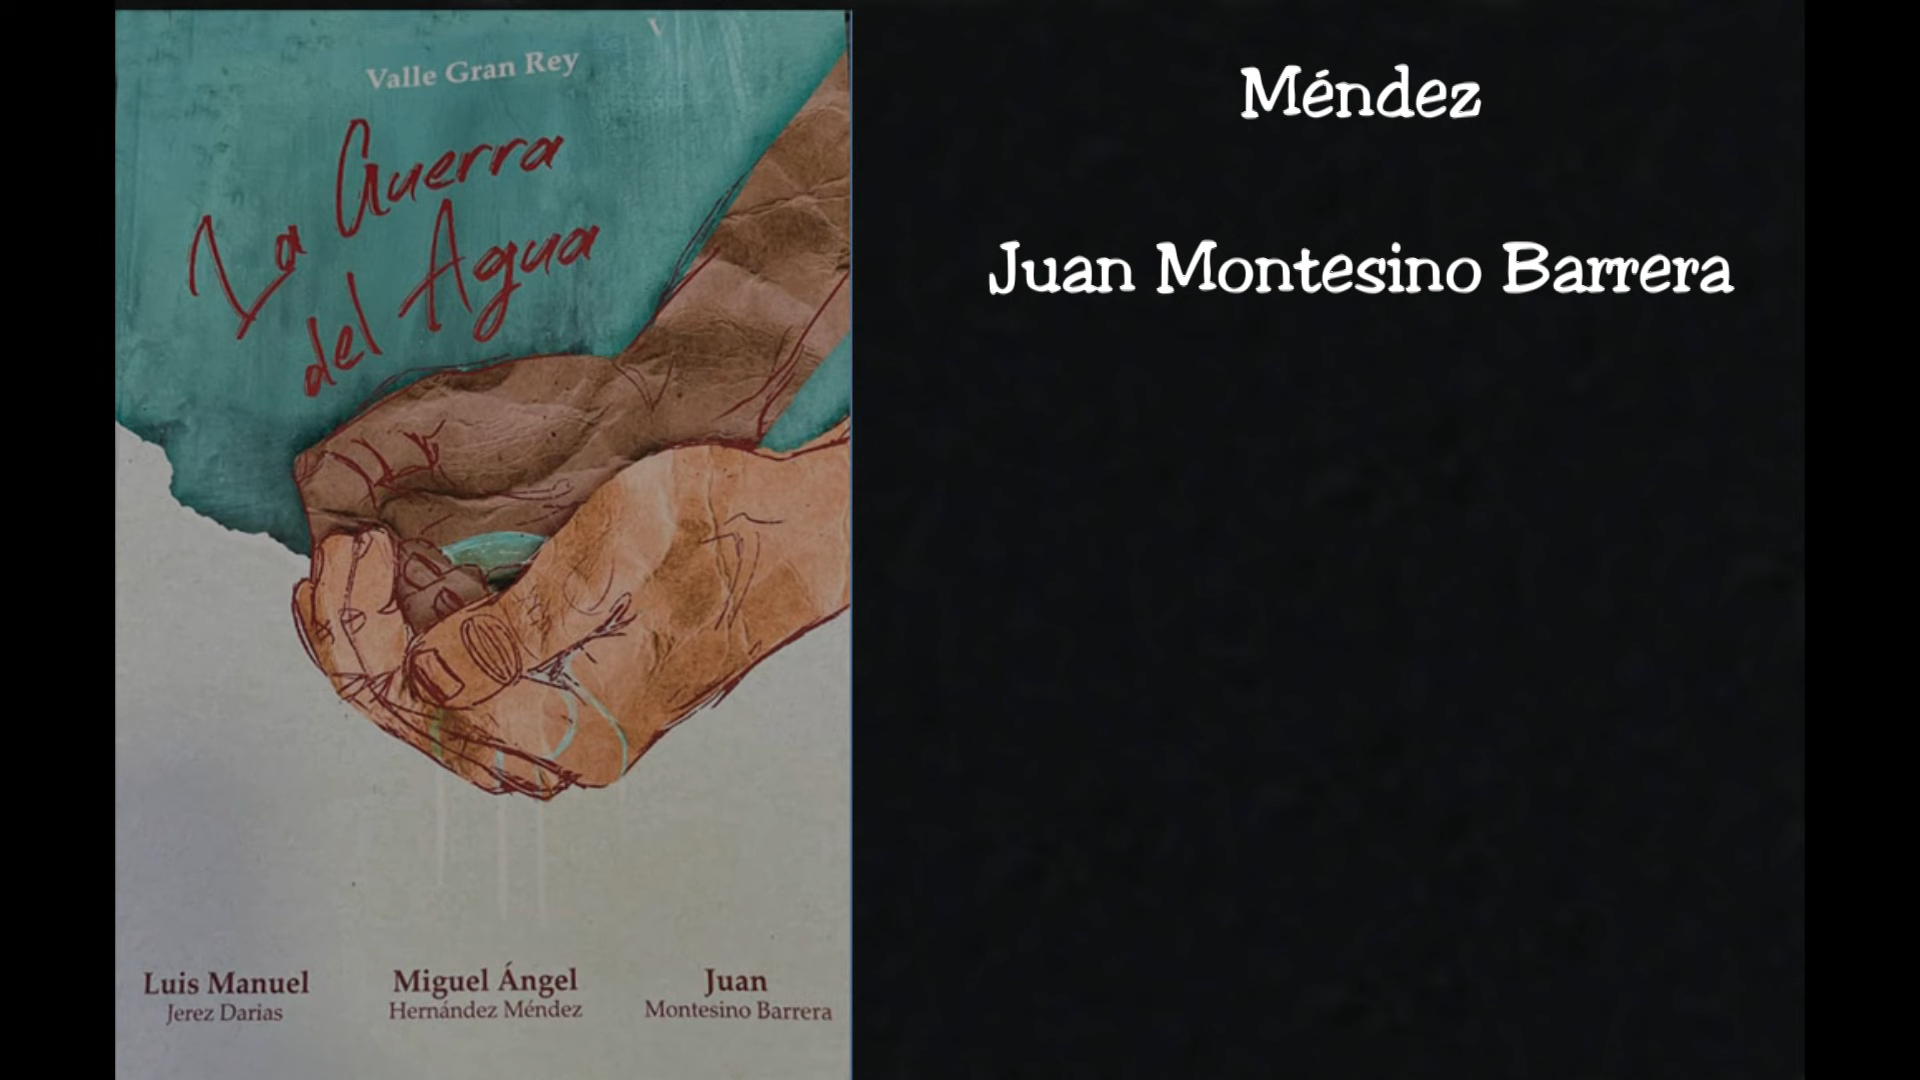 Valle Gran Rey
La Guerra
del Agua
Luis Manuel
Jerez Darias
Miguel Ángel
Hernández Méndez
Juan
Montesino Barrera
Méndez
Juan Montesino Barrera